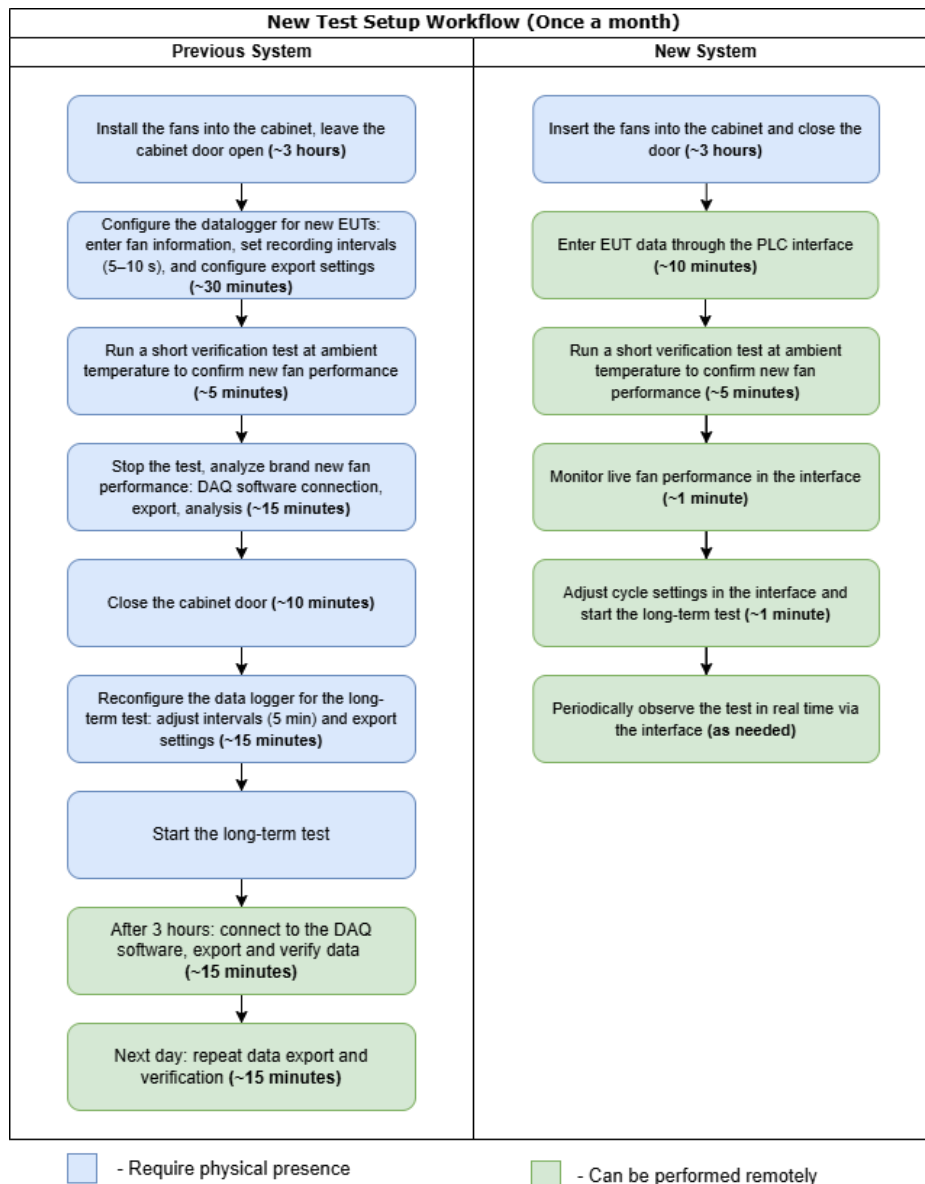 New Test Setup Workflow (Once a month)
Previous System
Install the fans into the cabinet, leave the
cabinet door open (~3 hours)
Configure the datalogger for new EUTs:
enter fan information, set recording intervals
(5–10 s), and configure export settings
(~30 minutes)
Run a short verification test at ambient
temperature to confirm new fan performance
(~5 minutes)
Stop the test, analyze brand new fan
performance: DAQ software connection,
export, analysis (~15 minutes)
Close the cabinet door (~10 minutes)
Reconfigure the data logger for the long-
term test: adjust intervals (5 min) and export
settings (~15 minutes)
Start the long-term test
After 3 hours: connect to the DAQ
software, export and verify data
(~15 minutes)
Next day: repeat data export and
verification (~15 minutes)
New System
Insert the fans into the cabinet and close the
door (~3 hours)
Enter EUT data through the PLC interface
(~10 minutes)
Run a short verification test at ambient
temperature to confirm new fan
performance (~5 minutes)
Monitor live fan performance in the interface
(~1 minute)
Adjust cycle settings in the interface and
start the long-term test (~1 minute)
Periodically observe the test in real time via
the interface (as needed)
- Require physical presence
- Can be performed remotely